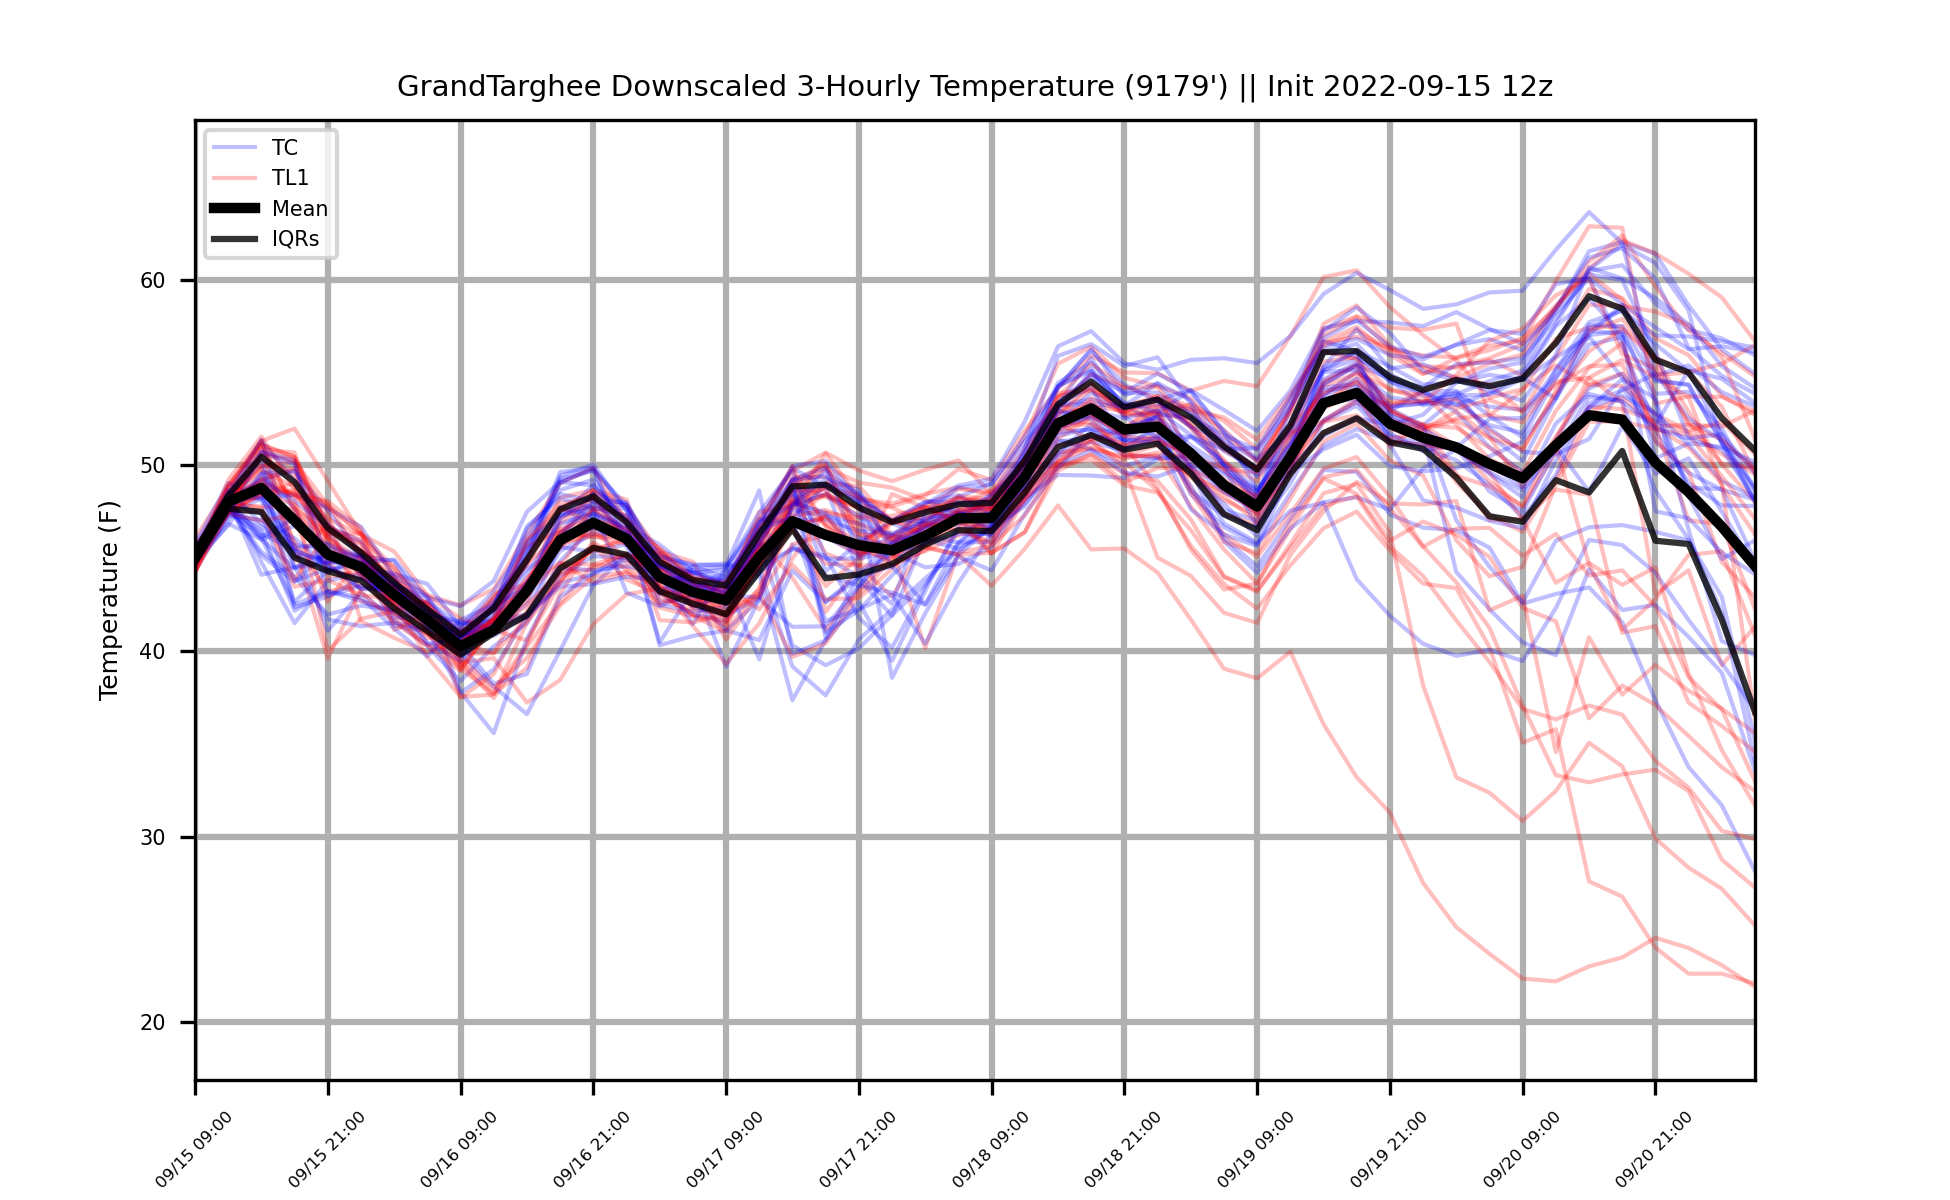 GrandTarghee Downscaled 3-Hourly Temperature (9179') || Init 2022-09-15 12z
TC
TL1
Mean
IQRs
Temperature (F)
60
50
40
30
20
09/15 09:00
09/15 21:00
09/16 09:00
09/16 21:00
09/17 09:00
09/17 21:00
09/18 09:00
09/18 21:00
09/19 09:00
09/19 21:00
09/20 09:00
09/20 21:00